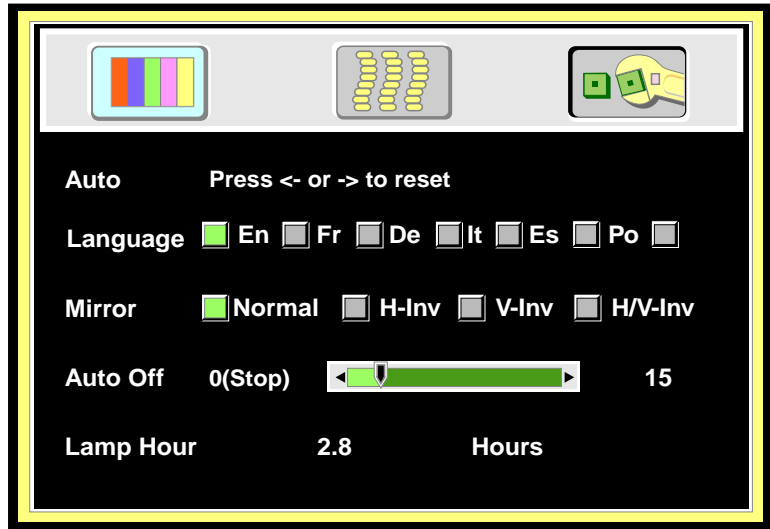 Auto Press <- or -> to reset
Language En Fr De It Es Po
Mirror Normal H-Inv V-Inv H/V-Inv
Auto Off 0(Stop) 15
Lamp Hour 2.8 Hours